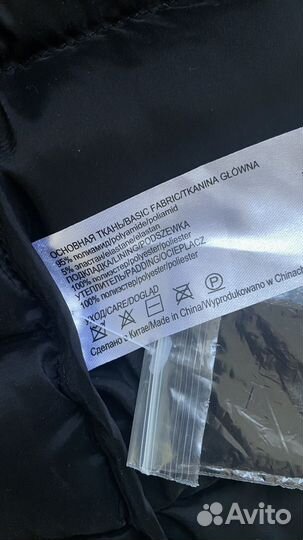 ОСНОВНАЯ ТКАНЬ/BASIC FABRIC/TKANINA GŁÓWNA
95% полиамид/polyamide/poliamid
5% эластан/elastane/elastan
ПОДКЛАДКА/LINING/PODSZEWKA
100% полиэстер/polyester/poliester
УТЕПЛИТЕЛЬ/PADDING/OCIEPLACZ
100% полиэстер/polyester/poliester
УХОД/CARE/DOGLAD
P
Сделано в Китае/Made in China/Wyprodukowano w Chinach
Avito